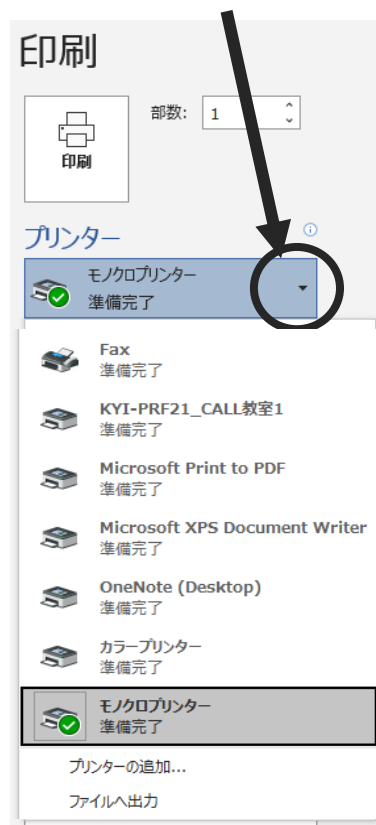 印刷
部数: 1
印刷
プリンター
モノクロプリンター
準備完了
Fax
準備完了
KYI-PRF21_CALL教室1
準備完了
Microsoft Print to PDF
準備完了
Microsoft XPS Document Writer
準備完了
OneNote (Desktop)
準備完了
カラープリンター
準備完了
モノクロプリンター
準備完了
プリンターの追加...
ファイルへ出力